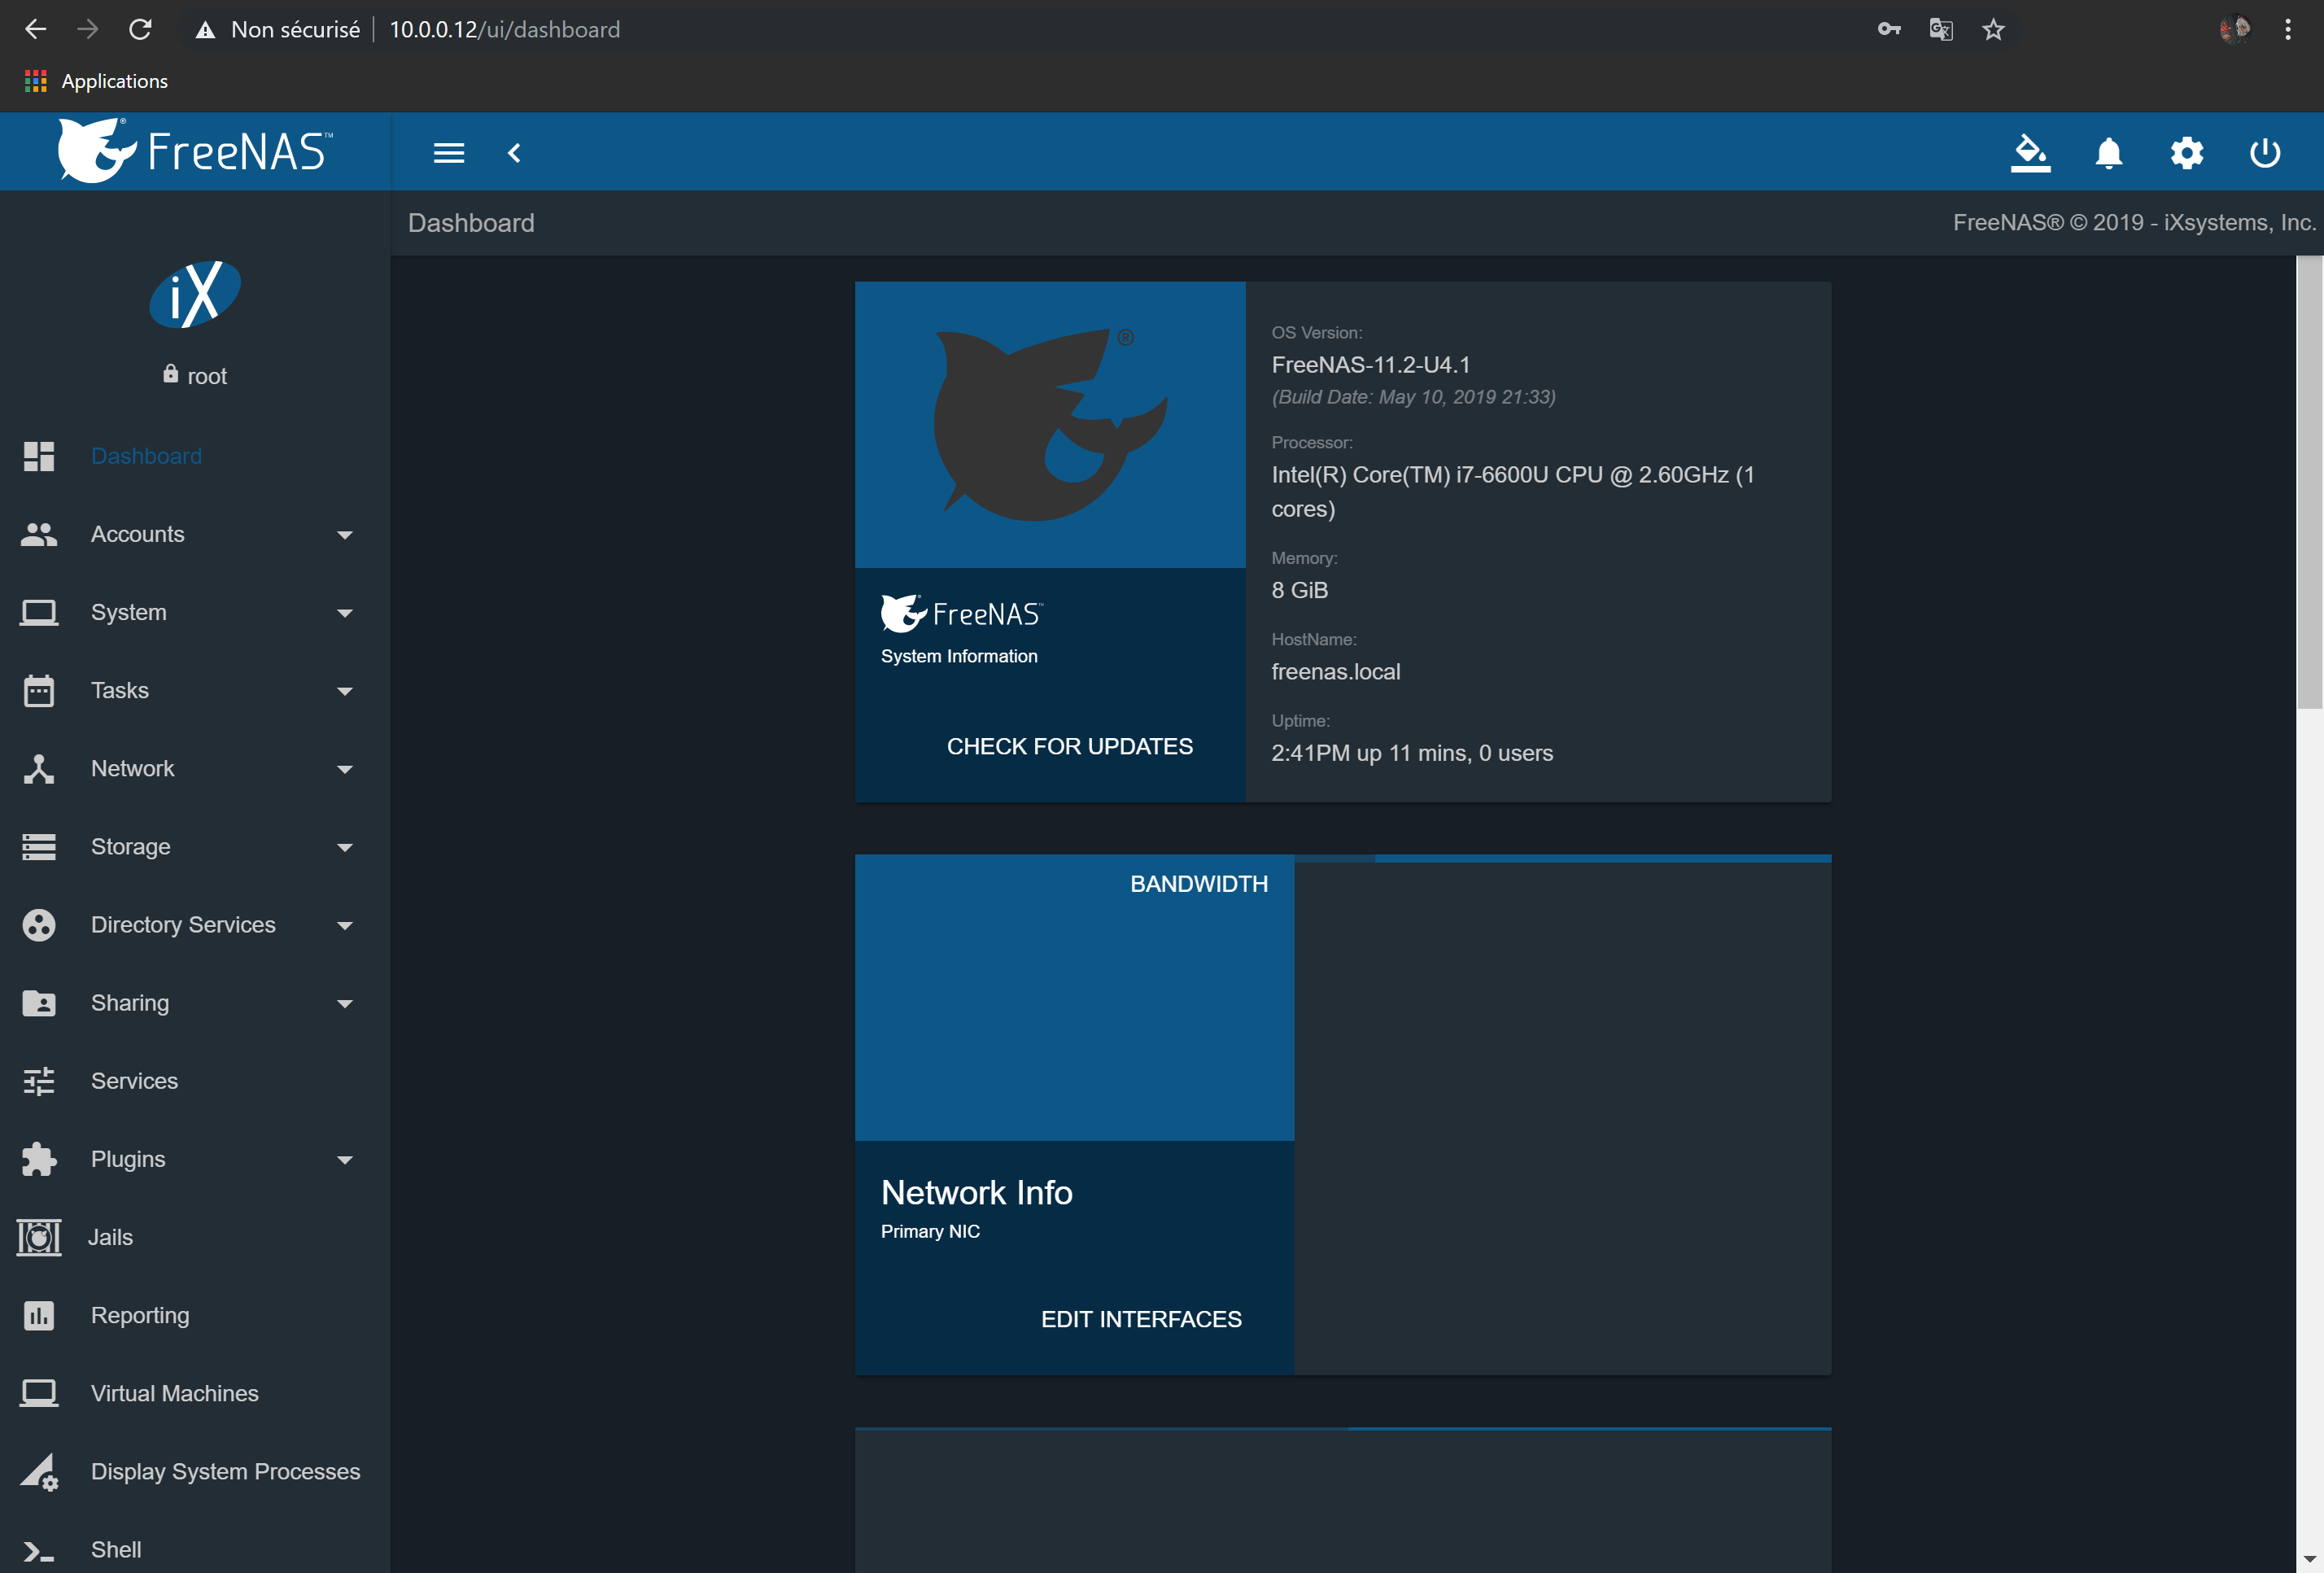 Non sécurisé
10.0.0.12/ui/dashboard
Applications
FreeNAS™
Dashboard
FreeNAS® © 2019 - iXsystems, Inc.
iX
root
Dashboard
Accounts
System
Tasks
Network
Storage
Directory Services
Sharing
Services
Plugins
Jails
Reporting
Virtual Machines
Display System Processes
Shell
®
FreeNAS™
System Information
CHECK FOR UPDATES
OS Version:
FreeNAS-11.2-U4.1
(Build Date: May 10, 2019 21:33)
Processor:
Intel(R) Core(TM) i7-6600U CPU @ 2.60GHz (1
cores)
Memory:
8 GiB
HostName:
freenas.local
Uptime:
2:41PM up 11 mins, 0 users
BANDWIDTH
Network Info
Primary NIC
EDIT INTERFACES